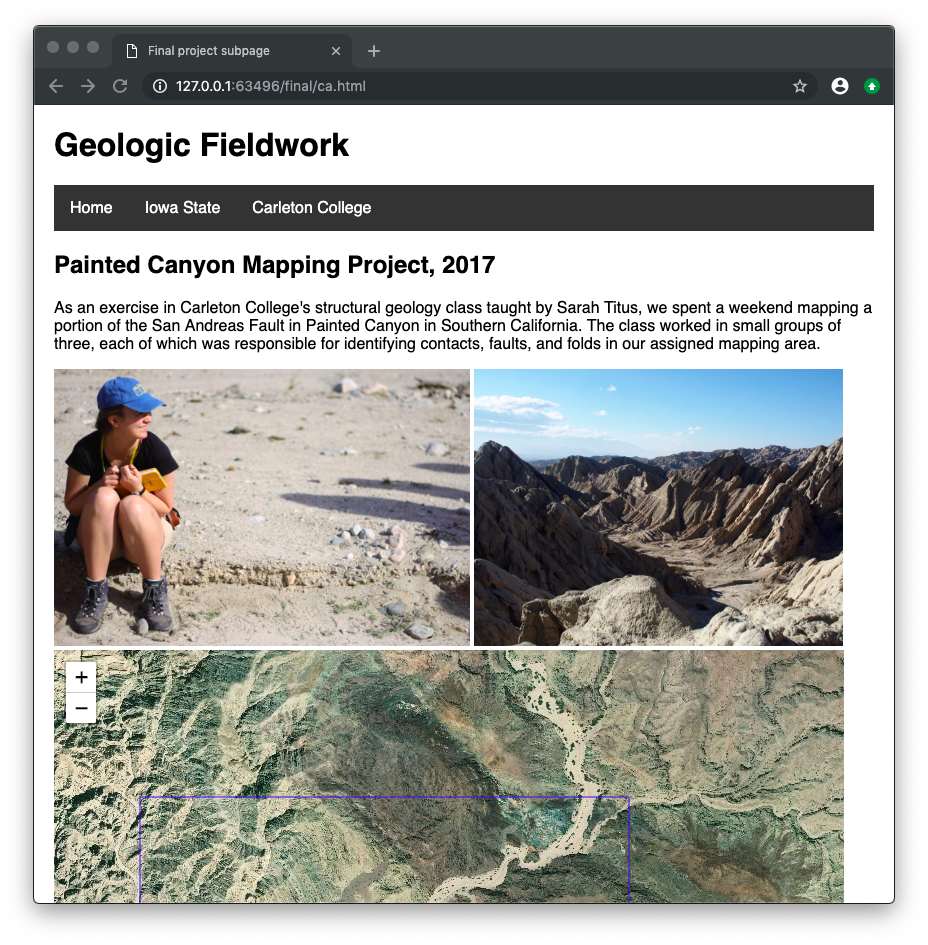 Final project subpage
127.0.0.1:63496/final/ca.html
Geologic Fieldwork
Home Iowa State Carleton College
Painted Canyon Mapping Project, 2017
As an exercise in Carleton College's structural geology class taught by Sarah Titus, we spent a weekend mapping a
portion of the San Andreas Fault in Painted Canyon in Southern California. The class worked in small groups of
three, each of which was responsible for identifying contacts, faults, and folds in our assigned mapping area.
+
−